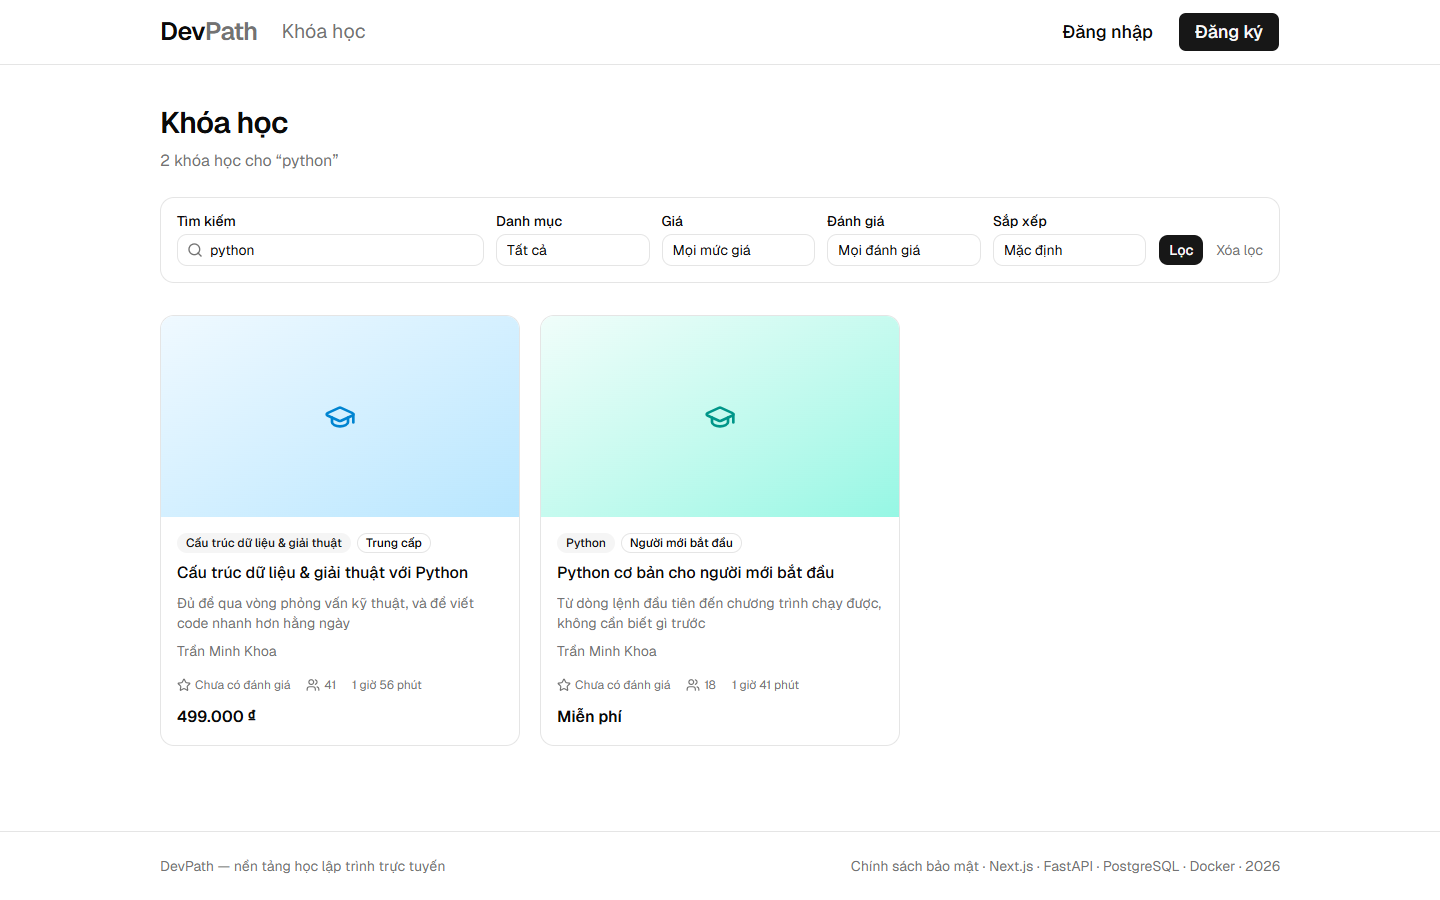 DevPath Khóa học Đăng nhập Đăng ký
Khóa học
2 khóa học cho “python”
Tìm kiếm Danh mục Giá Đánh giá Sắp xếp
python Tất cả Mọi mức giá Mọi đánh giá Mặc định Lọc Xóa lọc
Cấu trúc dữ liệu & giải thuật Trung cấp
Cấu trúc dữ liệu & giải thuật với Python
Đủ để qua vòng phỏng vấn kỹ thuật, và để viết
code nhanh hơn hằng ngày
Trần Minh Khoa
Chưa có đánh giá 41 1 giờ 56 phút
499.000 ₫
Python Người mới bắt đầu
Python cơ bản cho người mới bắt đầu
Từ dòng lệnh đầu tiên đến chương trình chạy được,
không cần biết gì trước
Trần Minh Khoa
Chưa có đánh giá 18 1 giờ 41 phút
Miễn phí
DevPath — nền tảng học lập trình trực tuyến
Chính sách bảo mật · Next.js · FastAPI · PostgreSQL · Docker · 2026